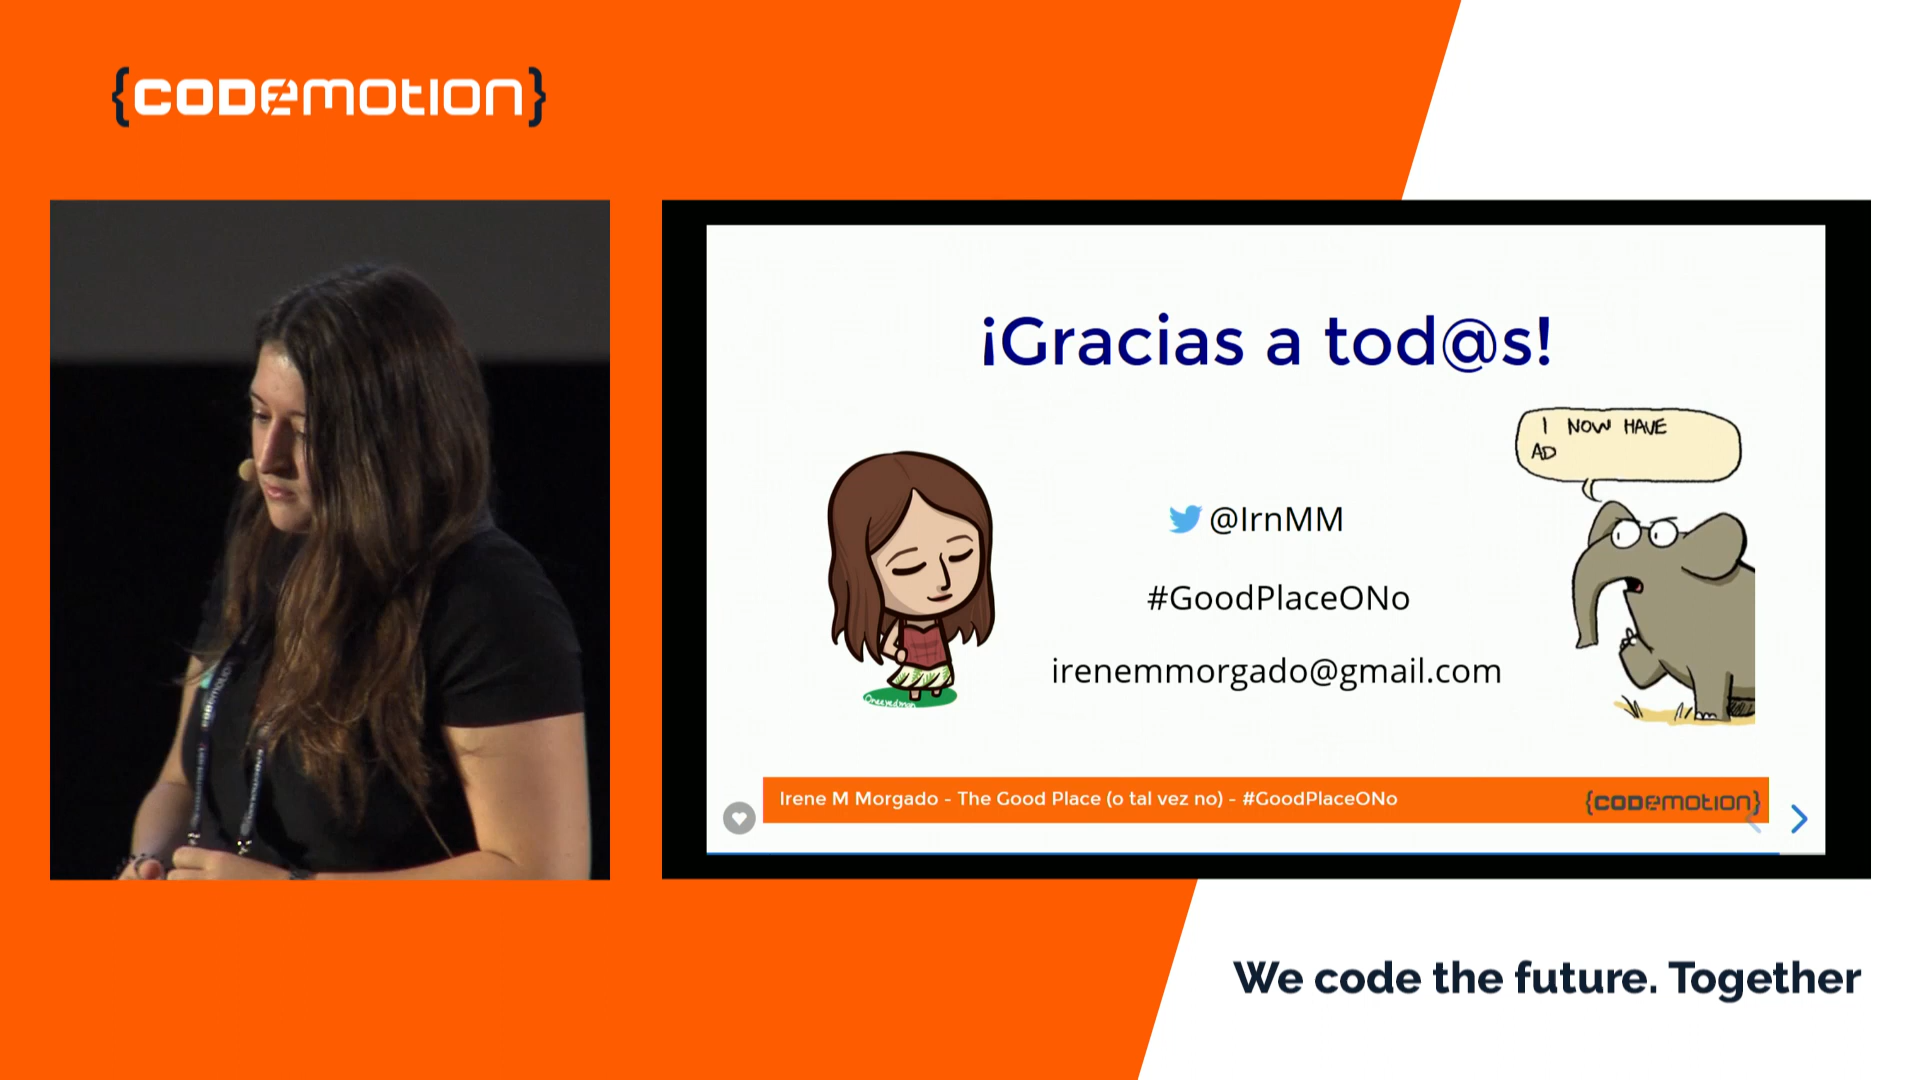 {codemotion}
¡Gracias a tod@s!
I NOW HAVE
AD
@IrnMM
#GoodPlaceONo
irenemmorgado@gmail.com
Oneeyedman
Irene M Morgado - The Good Place (o tal vez no) - #GoodPlaceONo
{codemotion}
We code the future. Together